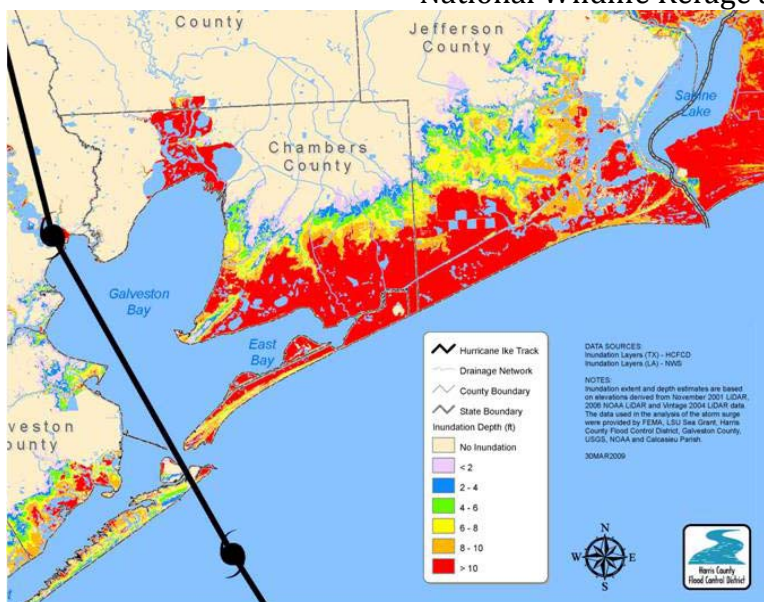 National Wildlife Refuge
County
Jefferson
County
Sabine
Lake
Chambers
County
Galveston
Bay
East
Bay
veston
ounty
Hurricane Ike Track
Drainage Network
County Boundary
State Boundary
Inundation Depth (ft)
No Inundation
< 2
2 - 4
4 - 6
6 - 8
8 - 10
> 10
DATA SOURCES:
Inundation Layers (TX) - HCFCD
Inundation Layers (LA) - NWS
NOTES:
Inundation extent and depth estimates are based
on elevations derived from November 2001 LiDAR,
2006 NOAA LiDAR and Vintage 2004 LiDAR data.
The data used in the analysis of the storm surge
were provided by FEMA, LSU Sea Grant, Harris
County Flood Control District, Galveston County,
USGS, NOAA and Calcasieu Parish.
30MAR2009
N
W E
S
Harris County
Flood Control District